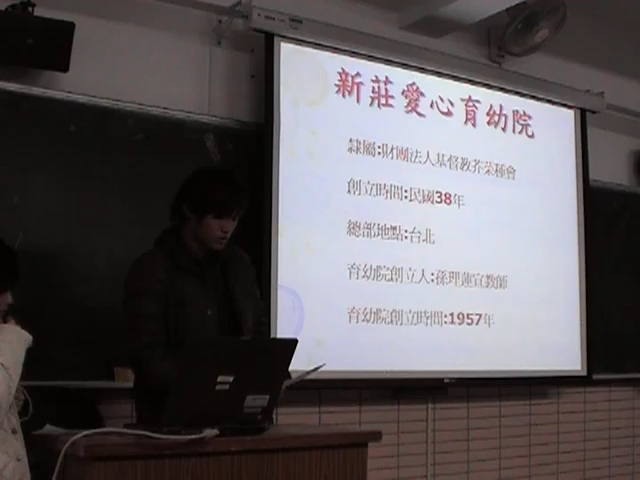 新莊愛心育幼院
隸屬:財團法人基督教芥菜種會
創立時間:民國38年
總部地點:台北
育幼院創立人:孫理蓮宣教師
育幼院創立時間:1957年